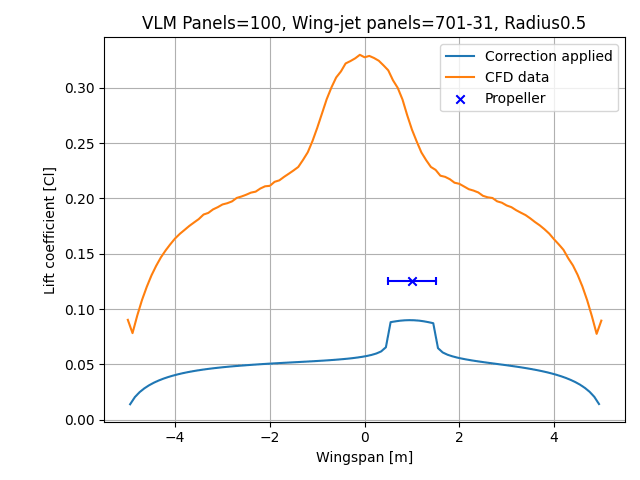 VLM Panels=100, Wing-jet panels=701-31, Radius0.5
Correction applied
CFD data
Propeller
Lift coefficient [Cl]
0.30
0.25
0.20
0.15
0.10
0.05
0.00
−4 −2 0 2 4
Wingspan [m]